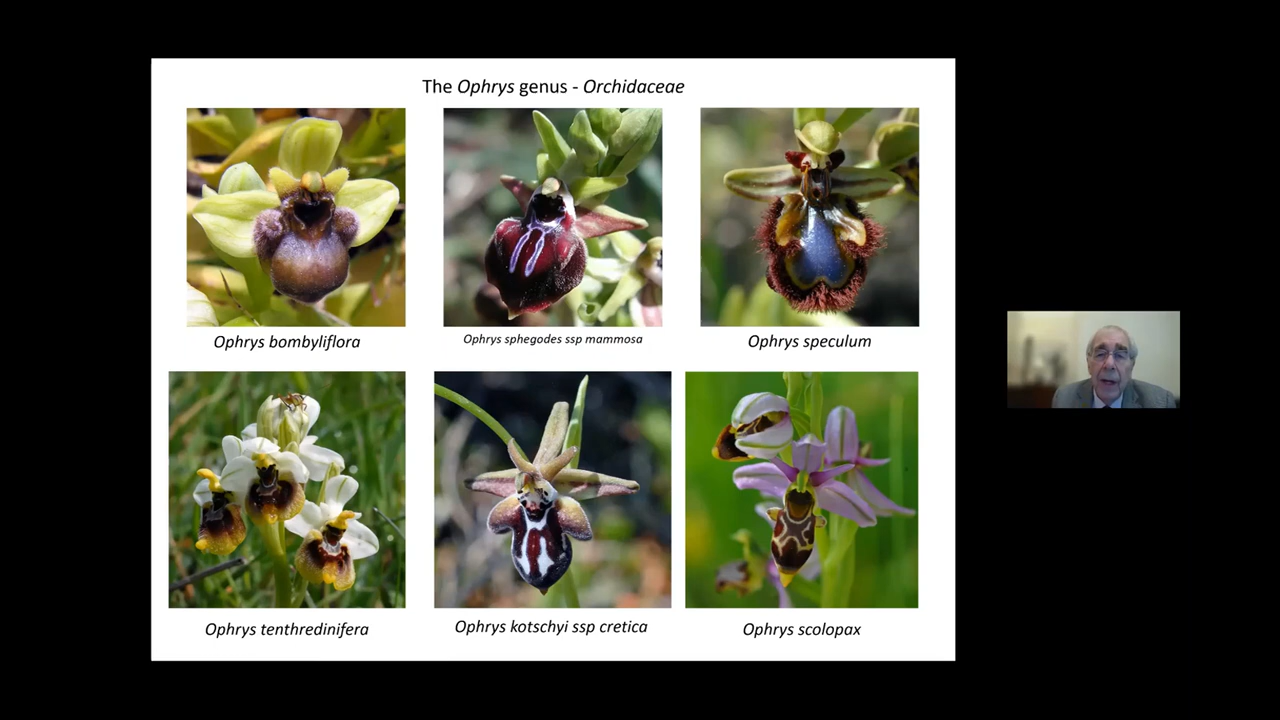 The Ophrys genus - Orchidaceae
Ophrys bombyliflora
Ophrys sphegodes ssp mammosa
Ophrys speculum
Ophrys tenthredinifera
Ophrys kotschyi ssp cretica
Ophrys scolopax